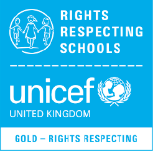 RIGHTS
RESPECTING
SCHOOLS
unicef
UNITED KINGDOM
GOLD – RIGHTS RESPECTING